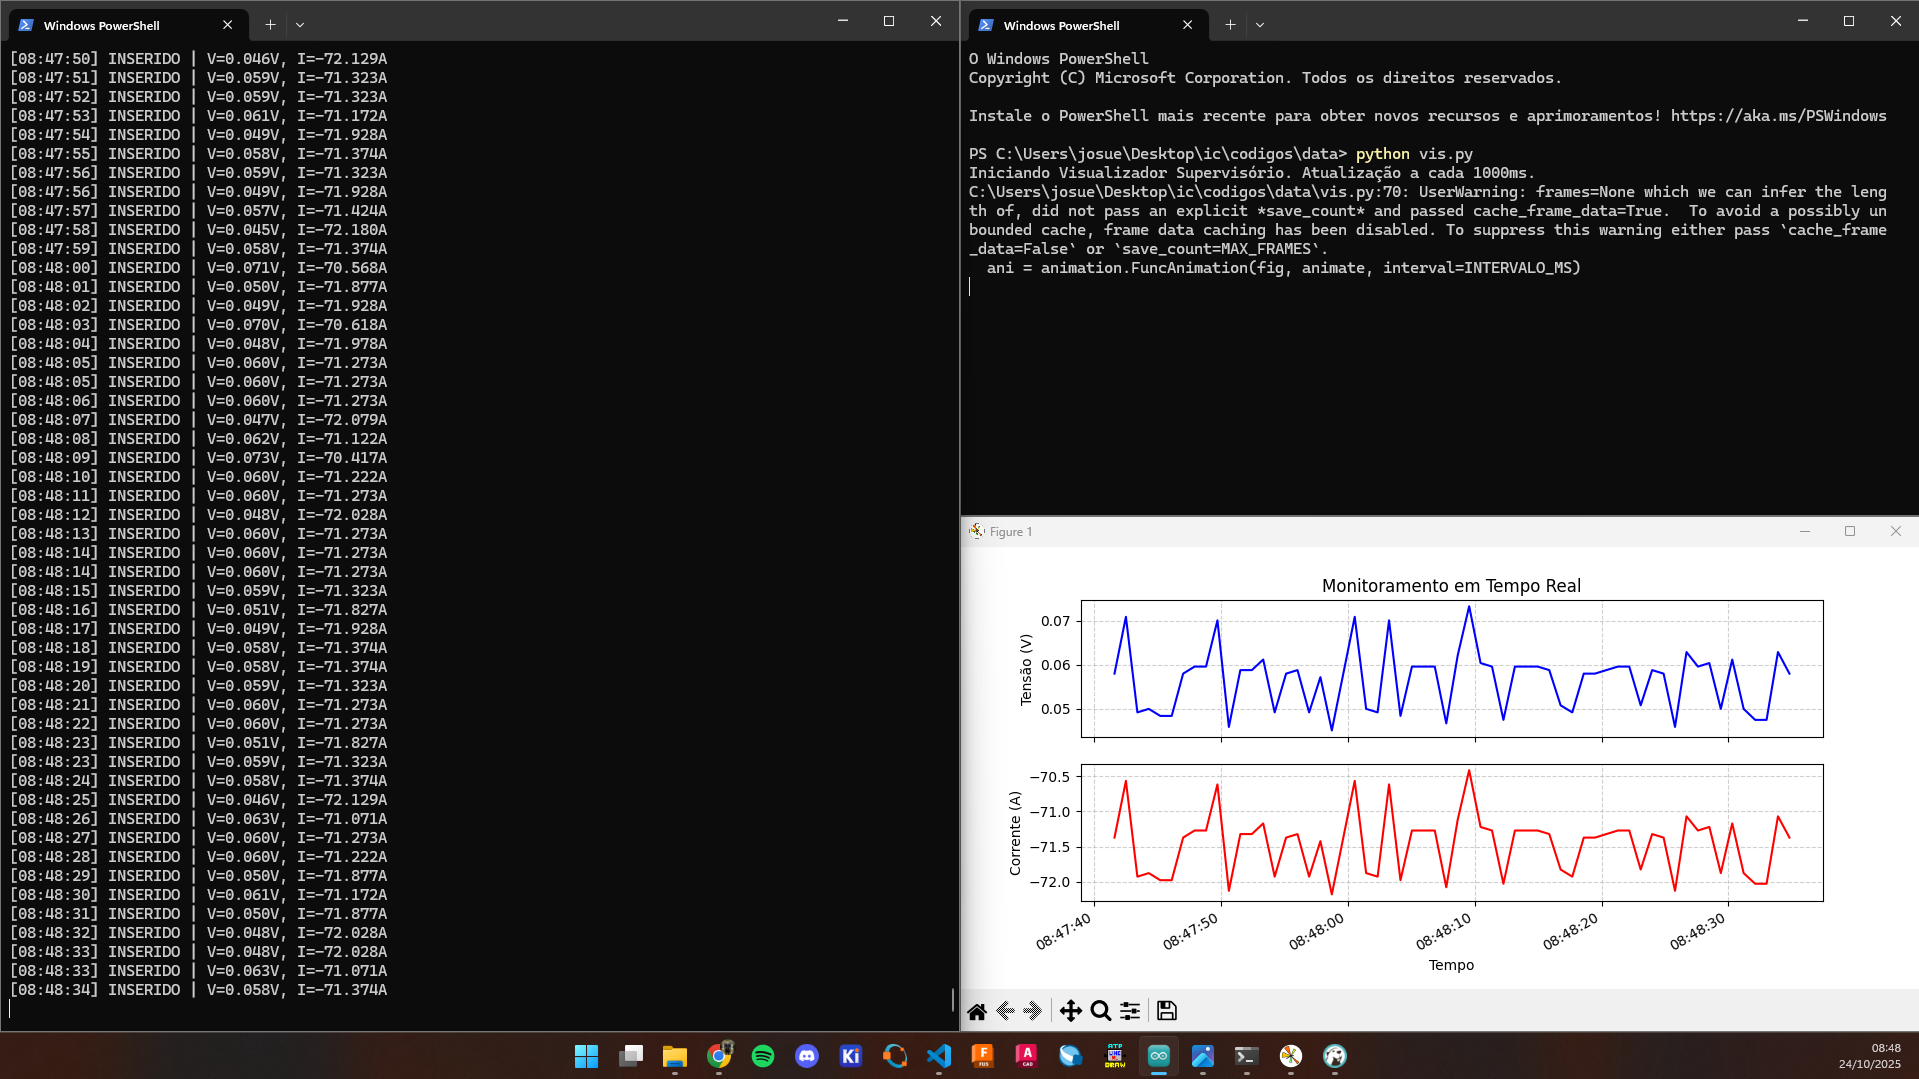 Windows PowerShell
[08:47:50] INSERIDO | V=0.046V, I=-72.129A
[08:47:51] INSERIDO | V=0.059V, I=-71.323A
[08:47:52] INSERIDO | V=0.059V, I=-71.323A
[08:47:53] INSERIDO | V=0.061V, I=-71.172A
[08:47:54] INSERIDO | V=0.049V, I=-71.928A
[08:47:55] INSERIDO | V=0.058V, I=-71.374A
[08:47:56] INSERIDO | V=0.059V, I=-71.323A
[08:47:56] INSERIDO | V=0.049V, I=-71.928A
[08:47:57] INSERIDO | V=0.057V, I=-71.424A
[08:47:58] INSERIDO | V=0.045V, I=-72.180A
[08:47:59] INSERIDO | V=0.058V, I=-71.374A
[08:48:00] INSERIDO | V=0.071V, I=-70.568A
[08:48:01] INSERIDO | V=0.050V, I=-71.877A
[08:48:02] INSERIDO | V=0.049V, I=-71.928A
[08:48:03] INSERIDO | V=0.070V, I=-70.618A
[08:48:04] INSERIDO | V=0.048V, I=-71.978A
[08:48:05] INSERIDO | V=0.060V, I=-71.273A
[08:48:05] INSERIDO | V=0.060V, I=-71.273A
[08:48:06] INSERIDO | V=0.060V, I=-71.273A
[08:48:07] INSERIDO | V=0.047V, I=-72.079A
[08:48:08] INSERIDO | V=0.062V, I=-71.122A
[08:48:09] INSERIDO | V=0.073V, I=-70.417A
[08:48:10] INSERIDO | V=0.060V, I=-71.222A
[08:48:11] INSERIDO | V=0.060V, I=-71.273A
[08:48:12] INSERIDO | V=0.048V, I=-72.028A
[08:48:13] INSERIDO | V=0.060V, I=-71.273A
[08:48:14] INSERIDO | V=0.060V, I=-71.273A
[08:48:14] INSERIDO | V=0.060V, I=-71.273A
[08:48:15] INSERIDO | V=0.059V, I=-71.323A
[08:48:16] INSERIDO | V=0.051V, I=-71.827A
[08:48:17] INSERIDO | V=0.049V, I=-71.928A
[08:48:18] INSERIDO | V=0.058V, I=-71.374A
[08:48:19] INSERIDO | V=0.058V, I=-71.374A
[08:48:20] INSERIDO | V=0.059V, I=-71.323A
[08:48:21] INSERIDO | V=0.060V, I=-71.273A
[08:48:22] INSERIDO | V=0.060V, I=-71.273A
[08:48:23] INSERIDO | V=0.051V, I=-71.827A
[08:48:23] INSERIDO | V=0.059V, I=-71.323A
[08:48:24] INSERIDO | V=0.058V, I=-71.374A
[08:48:25] INSERIDO | V=0.046V, I=-72.129A
[08:48:26] INSERIDO | V=0.063V, I=-71.071A
[08:48:27] INSERIDO | V=0.060V, I=-71.273A
[08:48:28] INSERIDO | V=0.060V, I=-71.222A
[08:48:29] INSERIDO | V=0.050V, I=-71.877A
[08:48:30] INSERIDO | V=0.061V, I=-71.172A
[08:48:31] INSERIDO | V=0.050V, I=-71.877A
[08:48:32] INSERIDO | V=0.048V, I=-72.028A
[08:48:33] INSERIDO | V=0.048V, I=-72.028A
[08:48:33] INSERIDO | V=0.063V, I=-71.071A
[08:48:34] INSERIDO | V=0.058V, I=-71.374A
Windows PowerShell
O Windows PowerShell
Copyright (C) Microsoft Corporation. Todos os direitos reservados.
Instale o PowerShell mais recente para obter novos recursos e aprimoramentos! https://aka.ms/PSWindows
PS C:\Users\josue\Desktop\ic\codigos\data> python vis.py
Iniciando Visualizador Supervisório. Atualização a cada 1000ms.
C:\Users\josue\Desktop\ic\codigos\data\vis.py:70: UserWarning: frames=None which we can infer the leng
th of, did not pass an explicit *save_count* and passed cache_frame_data=True.  To avoid a possibly un
bounded cache, frame data caching has been disabled. To suppress this warning either pass `cache_frame
_data=False` or `save_count=MAX_FRAMES`.
  ani = animation.FuncAnimation(fig, animate, interval=INTERVALO_MS)
Figure 1
Monitoramento em Tempo Real
Tensão (V)
0.07
0.06
0.05
Corrente (A)
−70.5
−71.0
−71.5
−72.0
08:47:40 08:47:50 08:48:00 08:48:10 08:48:20 08:48:30
Tempo
Ki
F
FUS
A
CAD
ATP
DRAW
08:48
24/10/2025